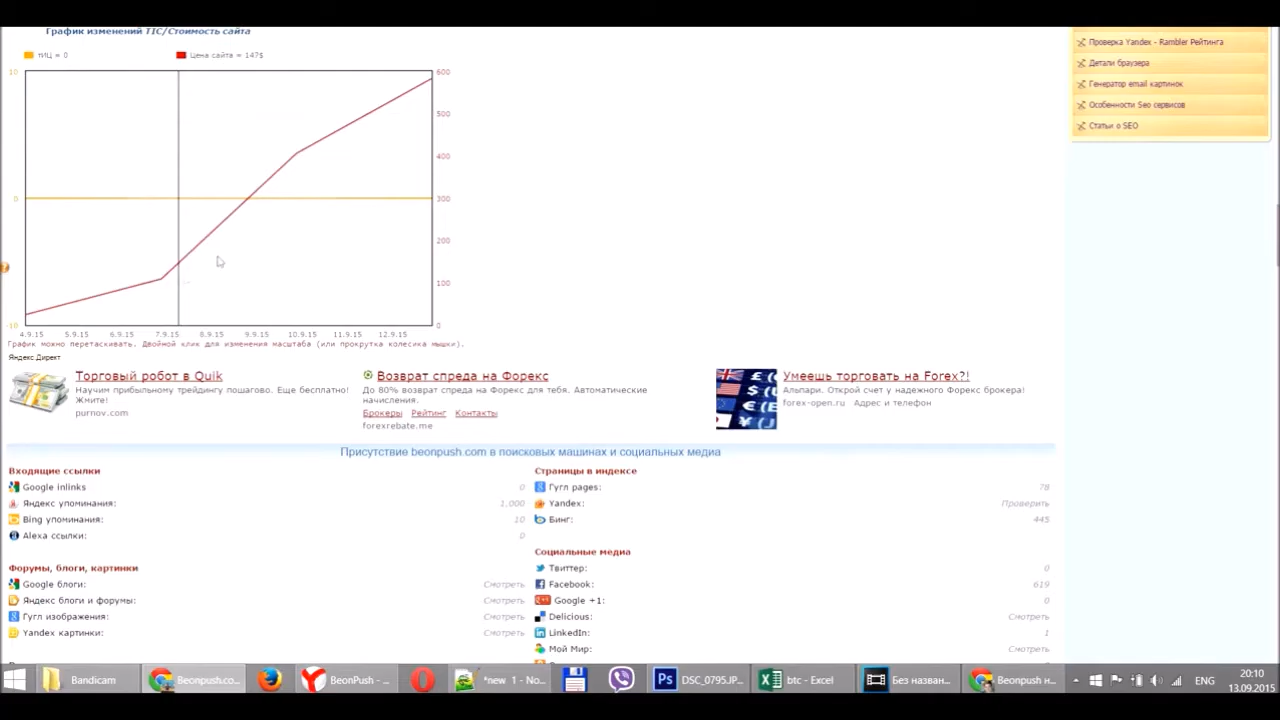 График изменений TIC/Стоимость сайта
тИЦ = 0
Цена сайта = 147$
10
0
-10
600
500
400
300
200
100
0
4.9.15 5.9.15 6.9.15 7.9.15 8.9.15 9.9.15 10.9.15 11.9.15 12.9.15
График можно перетаскивать. Двойной клик для изменения масштаба (или прокрутка колесика мышки).
Проверка Yandex - Rambler Рейтинга
Детали браузера
Генератор email картинок
Особенности Seo сервисов
Статьи о SEO
Яндекс Директ
Торговый робот в Quik
Научим прибыльному трейдингу пошагово. Еще бесплатно!
Жмите!
purnov.com
Возврат спреда на Форекс
До 80% возврат спреда на Форекс для тебя. Автоматические
начисления.
Брокеры Рейтинг Контакты
forexrebate.me
Умеешь торговать на Forex?!
Альпари. Открой счет у надежного Форекс брокера!
forex-open.ru Адрес и телефон
Присутствие beonpush.com в поисковых машинах и социальных медиа
Входящие ссылки
Google inlinks 0
Яндекс упоминания: 1,000
Bing упоминания: 10
Alexa ссылки: 0
Форумы, блоги, картинки
Google блоги: Смотреть
Яндекс блоги и форумы: Смотреть
Гугл изображения: Смотреть
Yandex картинки: Смотреть
Страницы в индексе
Гугл pages: 78
Yandex: Проверить
Бинг: 445
Социальные медиа
Твиттер: 0
Facebook: 619
Google +1: 0
Delicious: Смотреть
LinkedIn: 1
Мой Мир: Смотреть
Bandicam
Beonpush.co...
BeonPush - ...
*new 1 - No...
DSC_0795.JP...
btc - Excel
Без назван...
Beonpush н...
ENG
20:10
13.09.2015